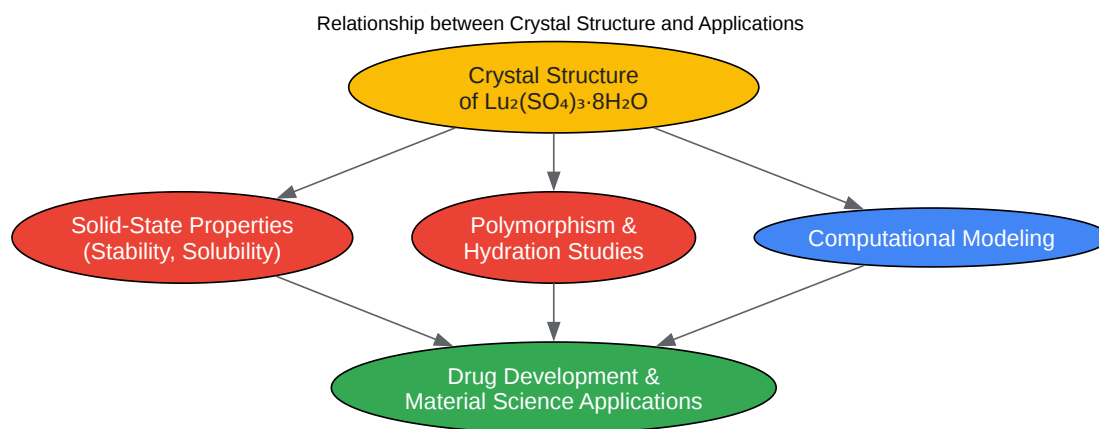 Relationship between Crystal Structure and Applications
Crystal Structure
of Lu₂(SO₄)₃·8H₂O
Solid-State Properties
(Stability, Solubility)
Polymorphism &
Hydration Studies
Computational Modeling
Drug Development &
Material Science Applications